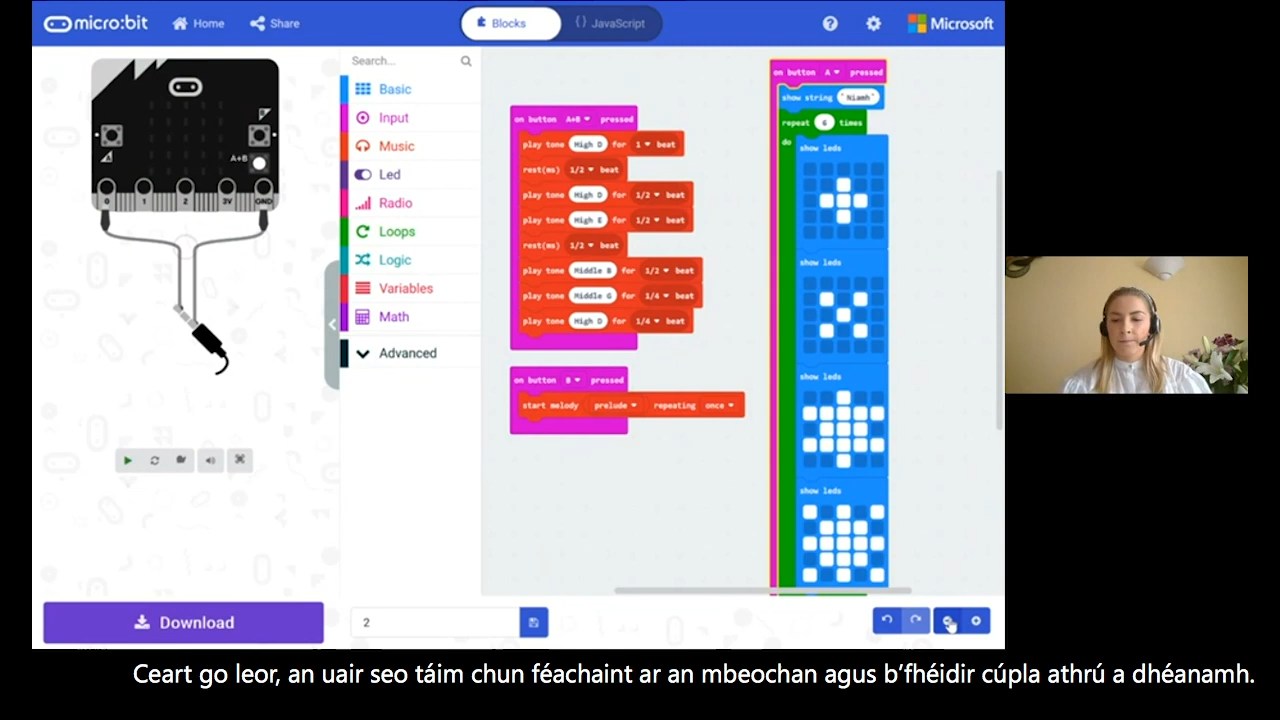 micro:bit Home Share Blocks {} JavaScript ? Microsoft
Search...
Basic
Input
Music
Led
Radio
Loops
Logic
Variables
Math
Advanced
B
A+B
A
0 1 2 3V GND
on button A+B pressed
play tone High D for 1 beat
rest(ms) 1/2 beat
play tone High D for 1/2 beat
play tone High E for 1/2 beat
rest(ms) 1/2 beat
play tone Middle B for 1/2 beat
play tone Middle G for 1/4 beat
play tone High D for 1/4 beat
on button B pressed
start melody prelude repeating once
on button A pressed
show string "Niamh"
repeat 6 times
do
show leds
show leds
show leds
show leds
Download
2
Ceart go leor, an uair seo táim chun féachaint ar an mbeochan agus b’fhéidir cúpla athrú a dhéanamh.